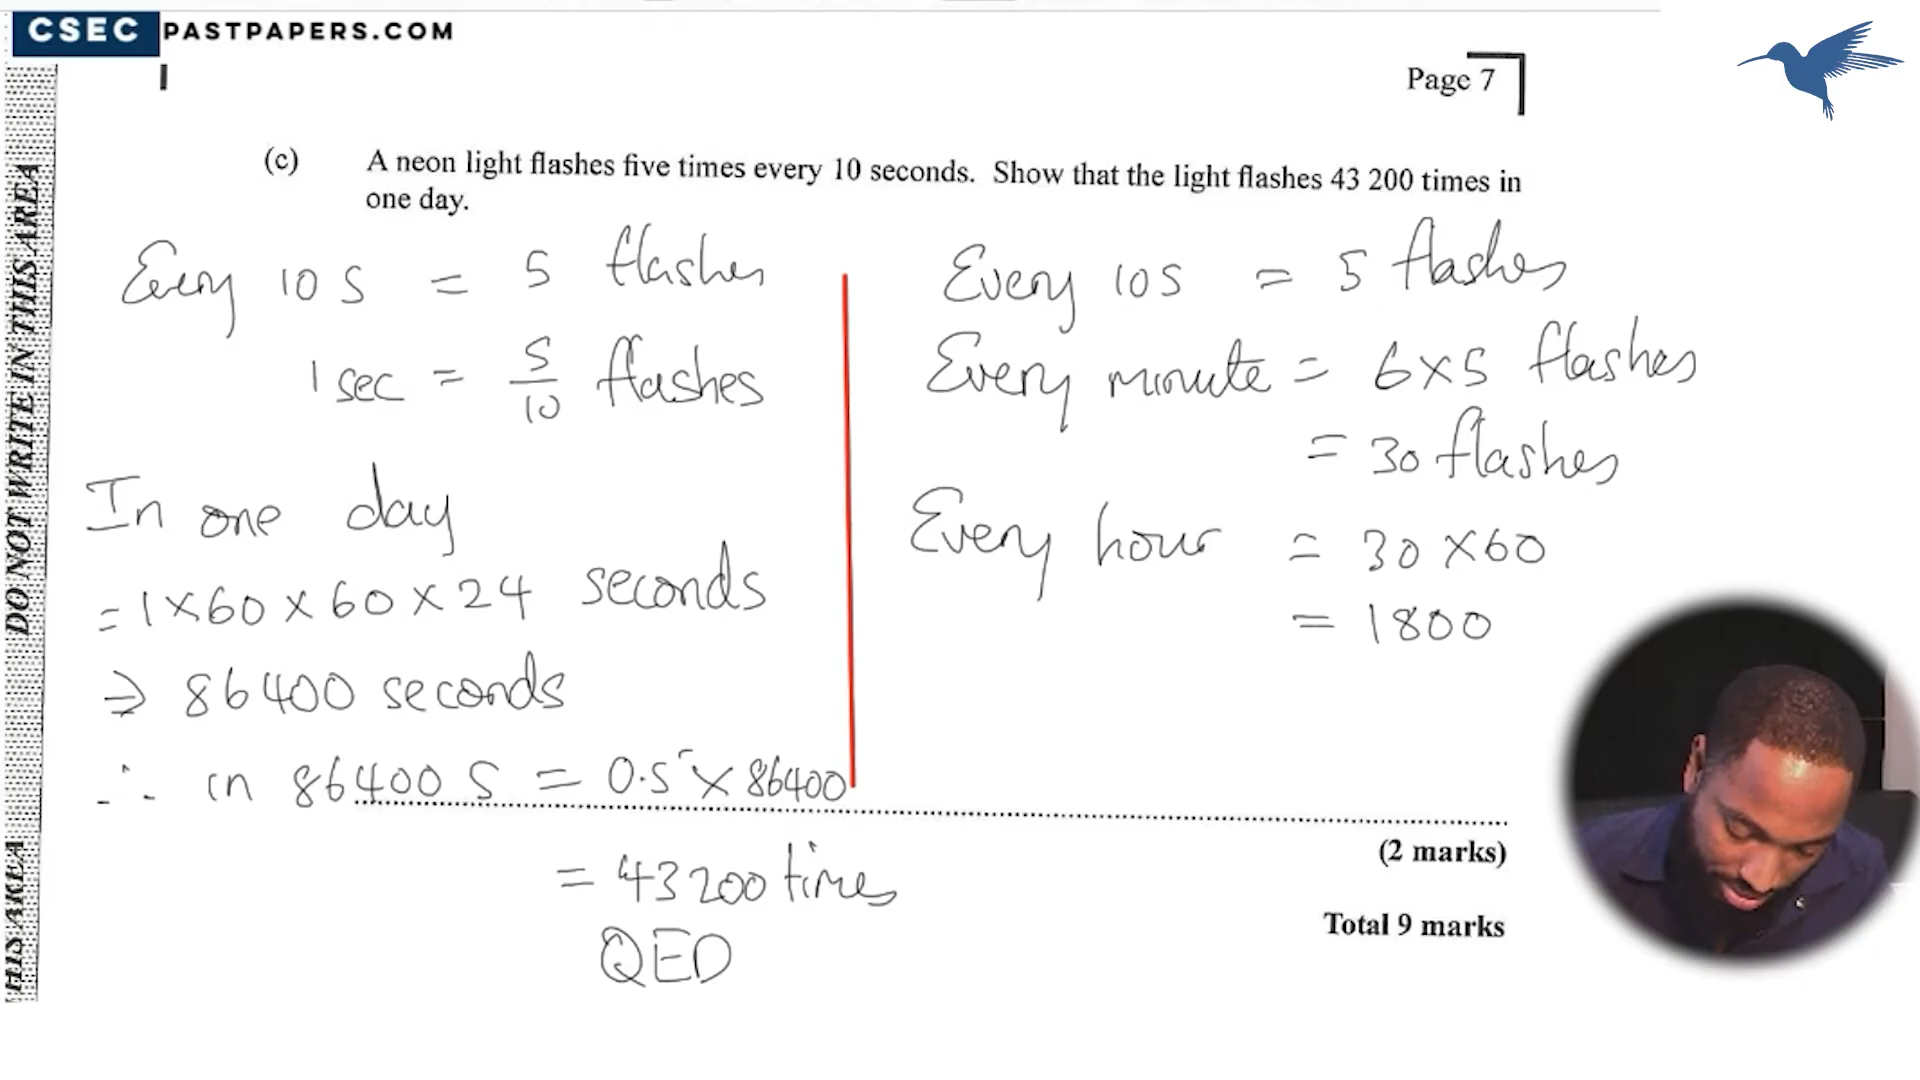 CSEC PASTPAPERS.COM
Page 7
(c) A neon light flashes five times every 10 seconds. Show that the light flashes 43 200 times in
one day.
Every 10 S = 5 flashes
1 sec = 5/10 flashes
In one day
= 1 × 60 × 60 × 24 seconds
⇒ 86400 seconds
∴ in 86400 S = 0.5 × 86400
= 43200 times
QED
Every 10S = 5 flashes
Every minute = 6×5 flashes
= 30 flashes
Every hour = 30 ×60
= 1800
(2 marks)
Total 9 marks
DO NOT WRITE IN THIS AREA
HIS AREA